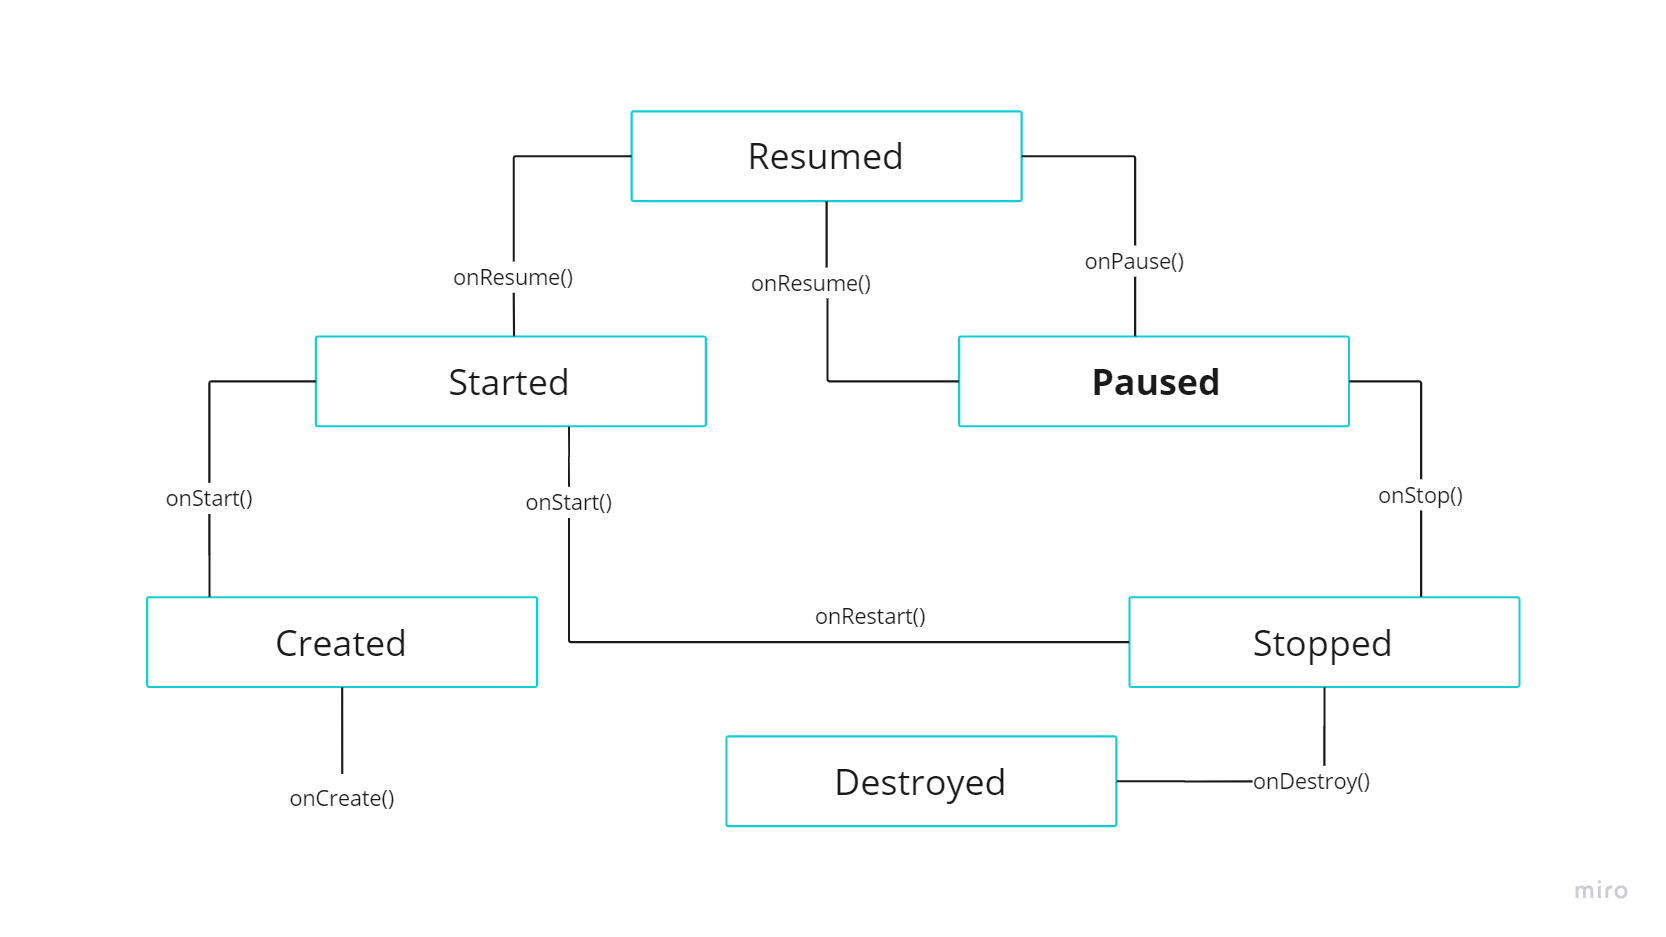 Resumed
onResume()
onResume()
onPause()
Started
Paused
onStart()
onStart()
onStop()
onRestart()
Created
Stopped
onCreate()
Destroyed
onDestroy()
miro